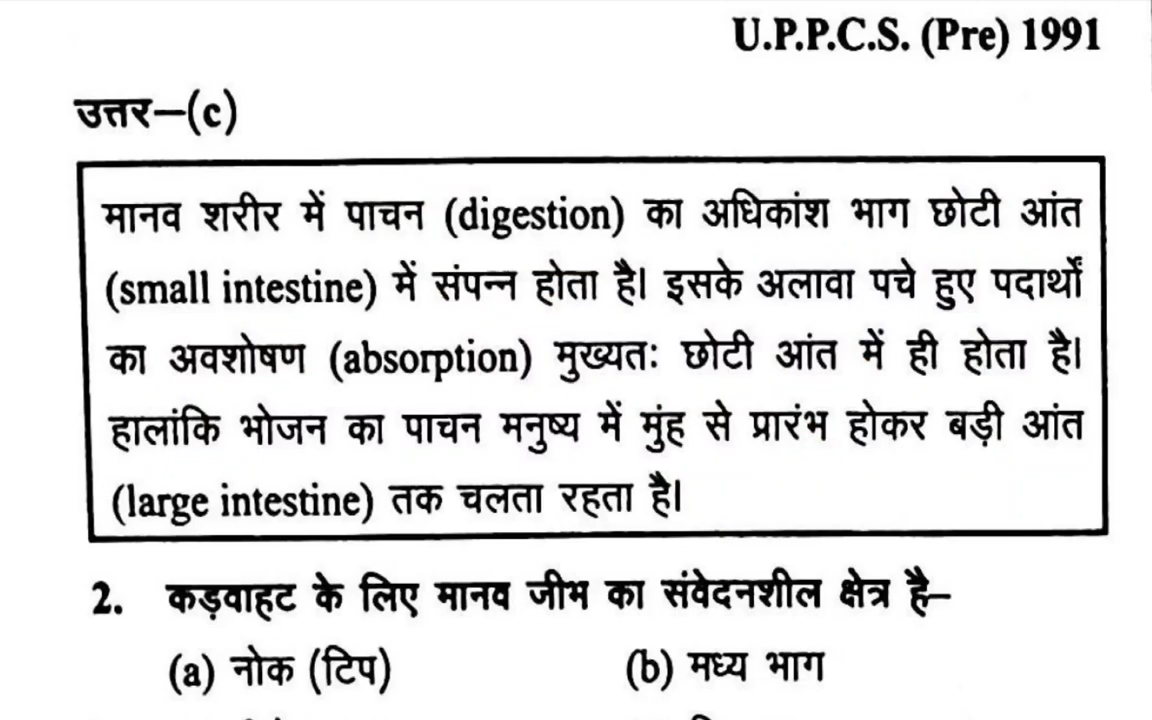 U.P.P.C.S. (Pre) 1991
उत्तर–(c)
मानव शरीर में पाचन (digestion) का अधिकांश भाग छोटी आंत
(small intestine) में संपन्न होता है। इसके अलावा पचे हुए पदार्थों
का अवशोषण (absorption) मुख्यतः छोटी आंत में ही होता है।
हालांकि भोजन का पाचन मनुष्य में मुंह से प्रारंभ होकर बड़ी आंत
(large intestine) तक चलता रहता है।
2. कड़वाहट के लिए मानव जीभ का संवेदनशील क्षेत्र है–
(a) नोक (टिप) (b) मध्य भाग